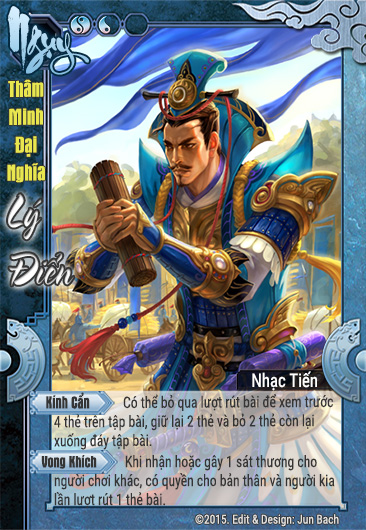 Ngụy
Thâm
Minh
Đại
Nghĩa
Lý
Điển
Nhạc Tiến
Kính Cẩn Có thể bỏ qua lượt rút bài để xem trước
4 thẻ trên tập bài, giữ lại 2 thẻ và bỏ 2 thẻ còn lại
xuống đáy tập bài.
Vong Khích Khi nhận hoặc gây 1 sát thương cho
người chơi khác, có quyền cho bản thân và người kia
lần lượt rút 1 thẻ bài.
©2015. Edit & Design: Jun Bach